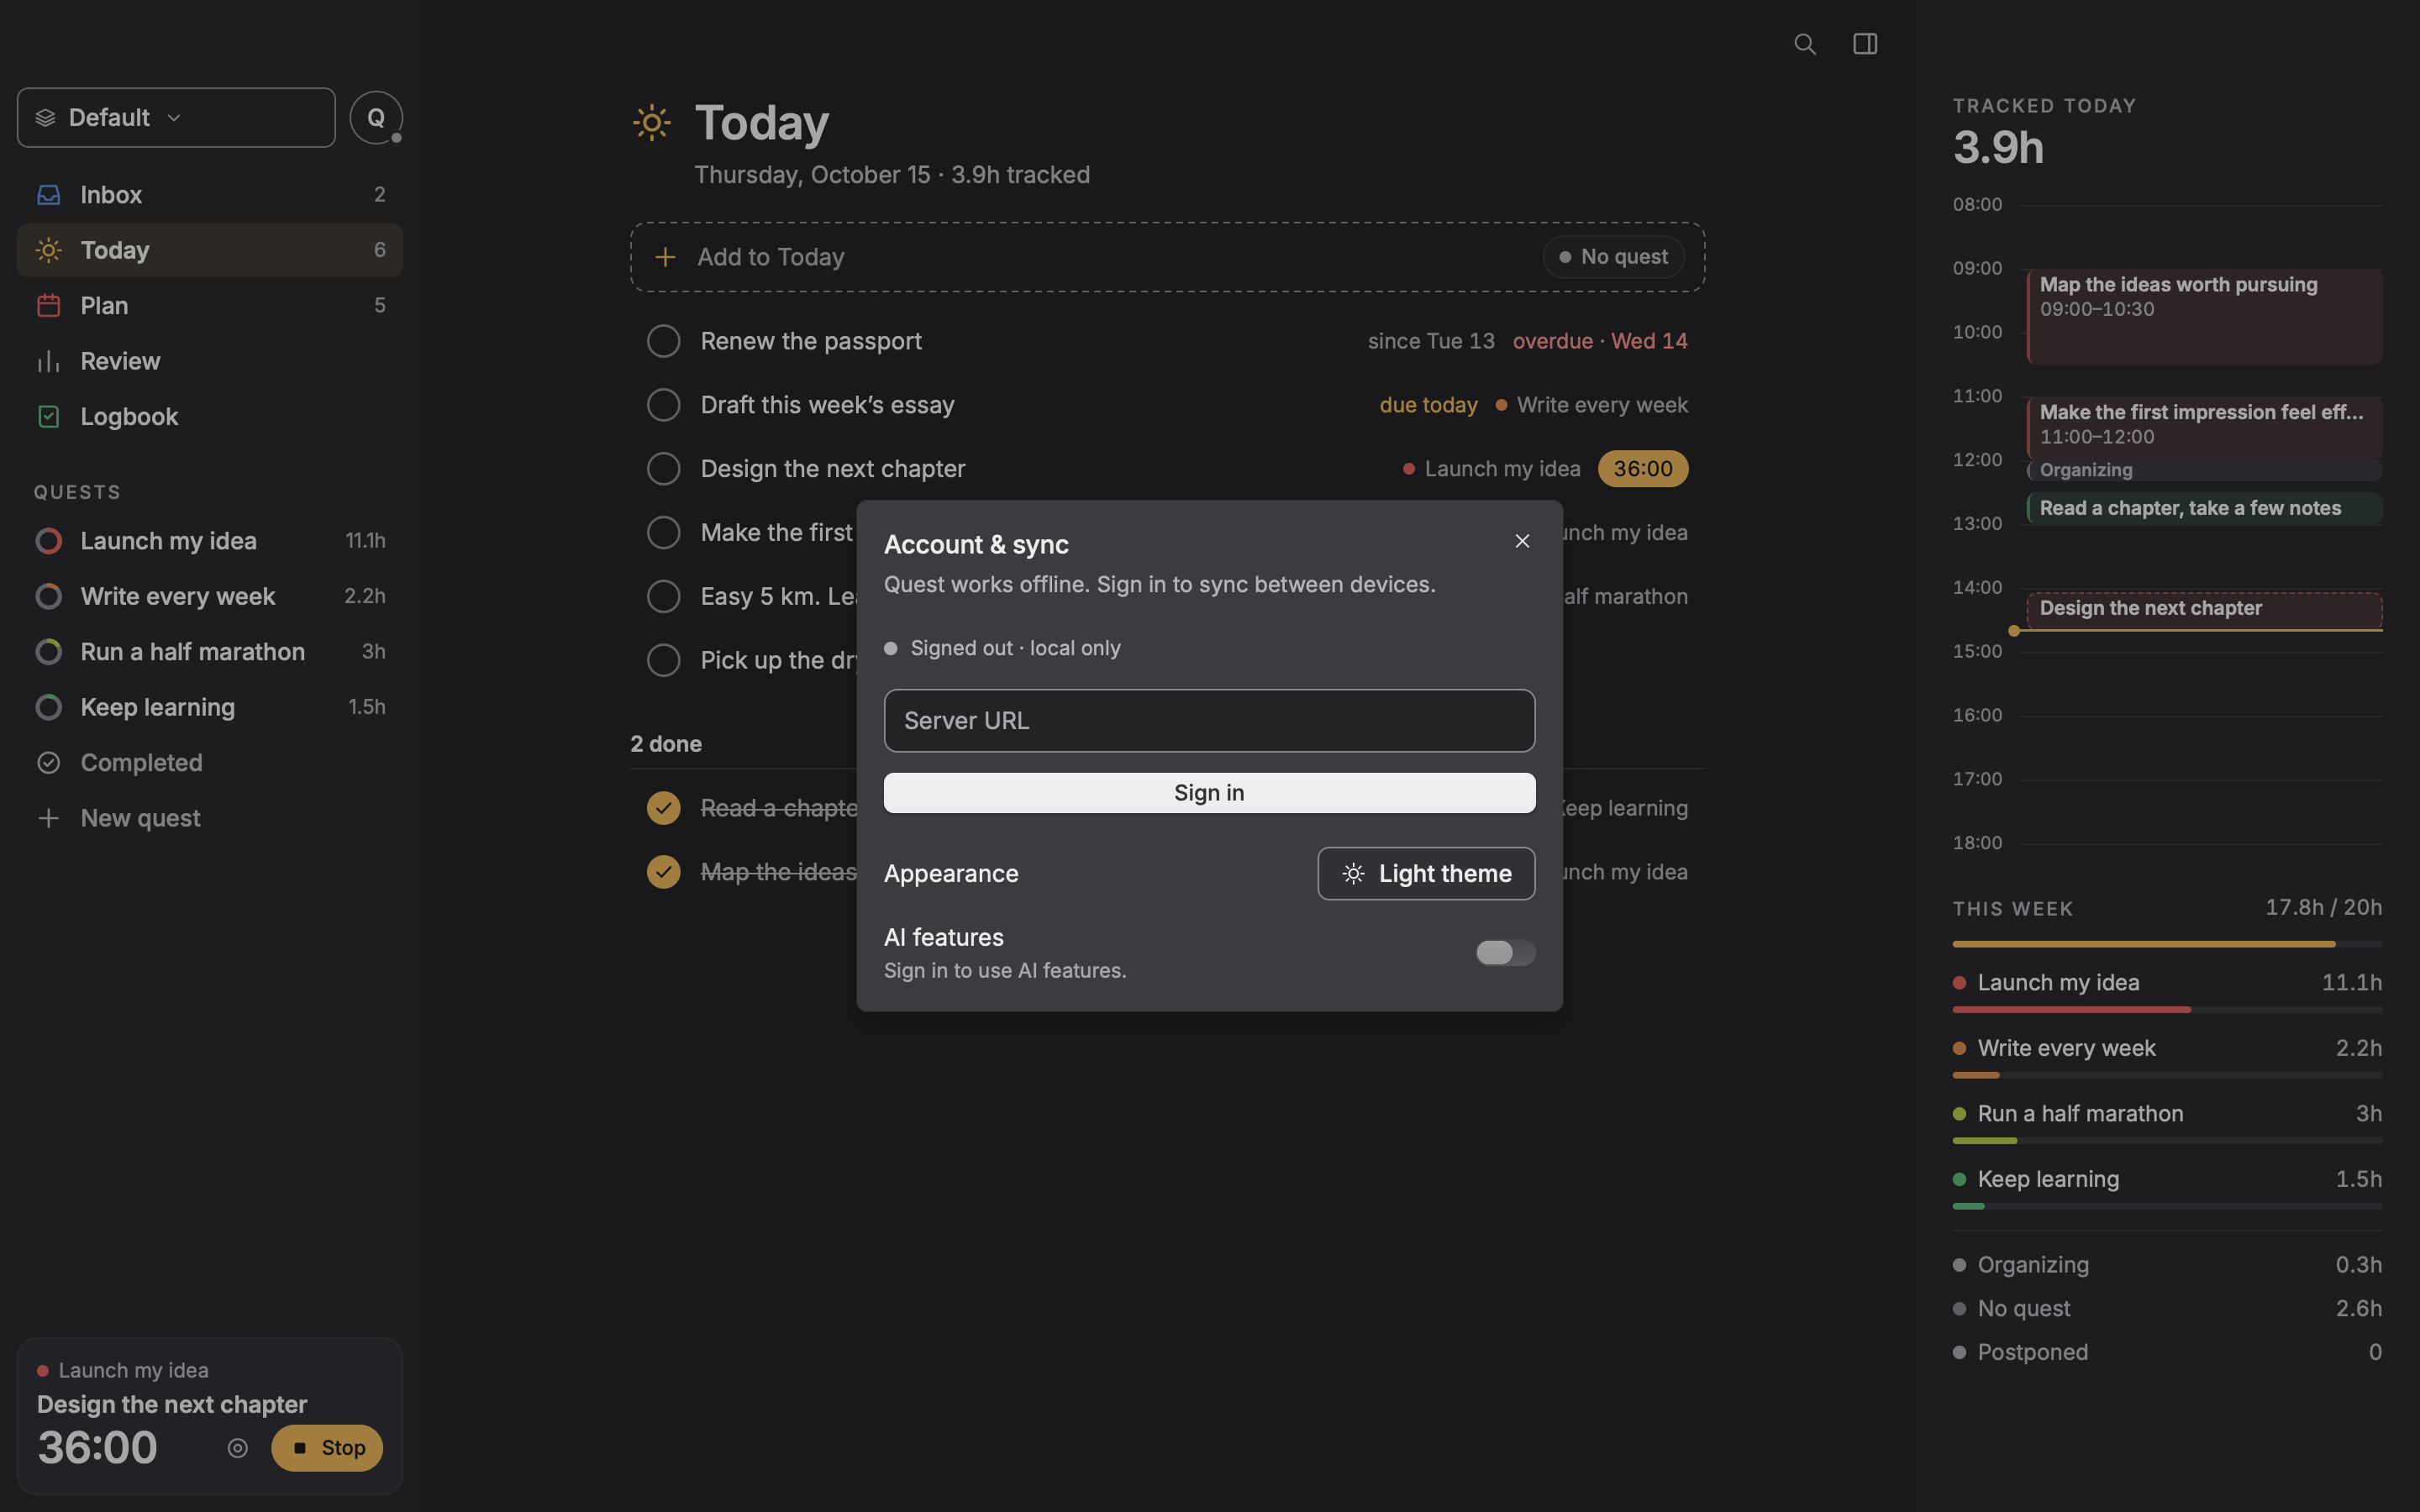 Default
Q
Inbox 2
Today 6
Plan 5
Review
Logbook
QUESTS
Launch my idea 11.1h
Write every week 2.2h
Run a half marathon 3h
Keep learning 1.5h
Completed
New quest
Launch my idea
Design the next chapter
36:00 Stop
Today
Thursday, October 15 · 3.9h tracked
Add to Today No quest
Renew the passport since Tue 13 overdue · Wed 14
Draft this week’s essay due today Write every week
Design the next chapter Launch my idea 36:00
Make the first my idea
Easy 5 km. marathon
Pick up the
2 done
Read a learning
Map the ideas my idea
Account & sync
Quest works offline. Sign in to sync between devices.
Signed out · local only
Server URL
Sign in
Appearance Light theme
AI features
Sign in to use AI features.
TRACKED TODAY
3.9h
08:00
09:00
Map the ideas worth pursuing
09:00–10:30
10:00
11:00
Make the first impression feel eff...
11:00–12:00
12:00
Organizing
Read a chapter, take a few notes
13:00
14:00
Design the next chapter
15:00
16:00
17:00
18:00
THIS WEEK 17.8h / 20h
Launch my idea 11.1h
Write every week 2.2h
Run a half marathon 3h
Keep learning 1.5h
Organizing 0.3h
No quest 2.6h
Postponed 0